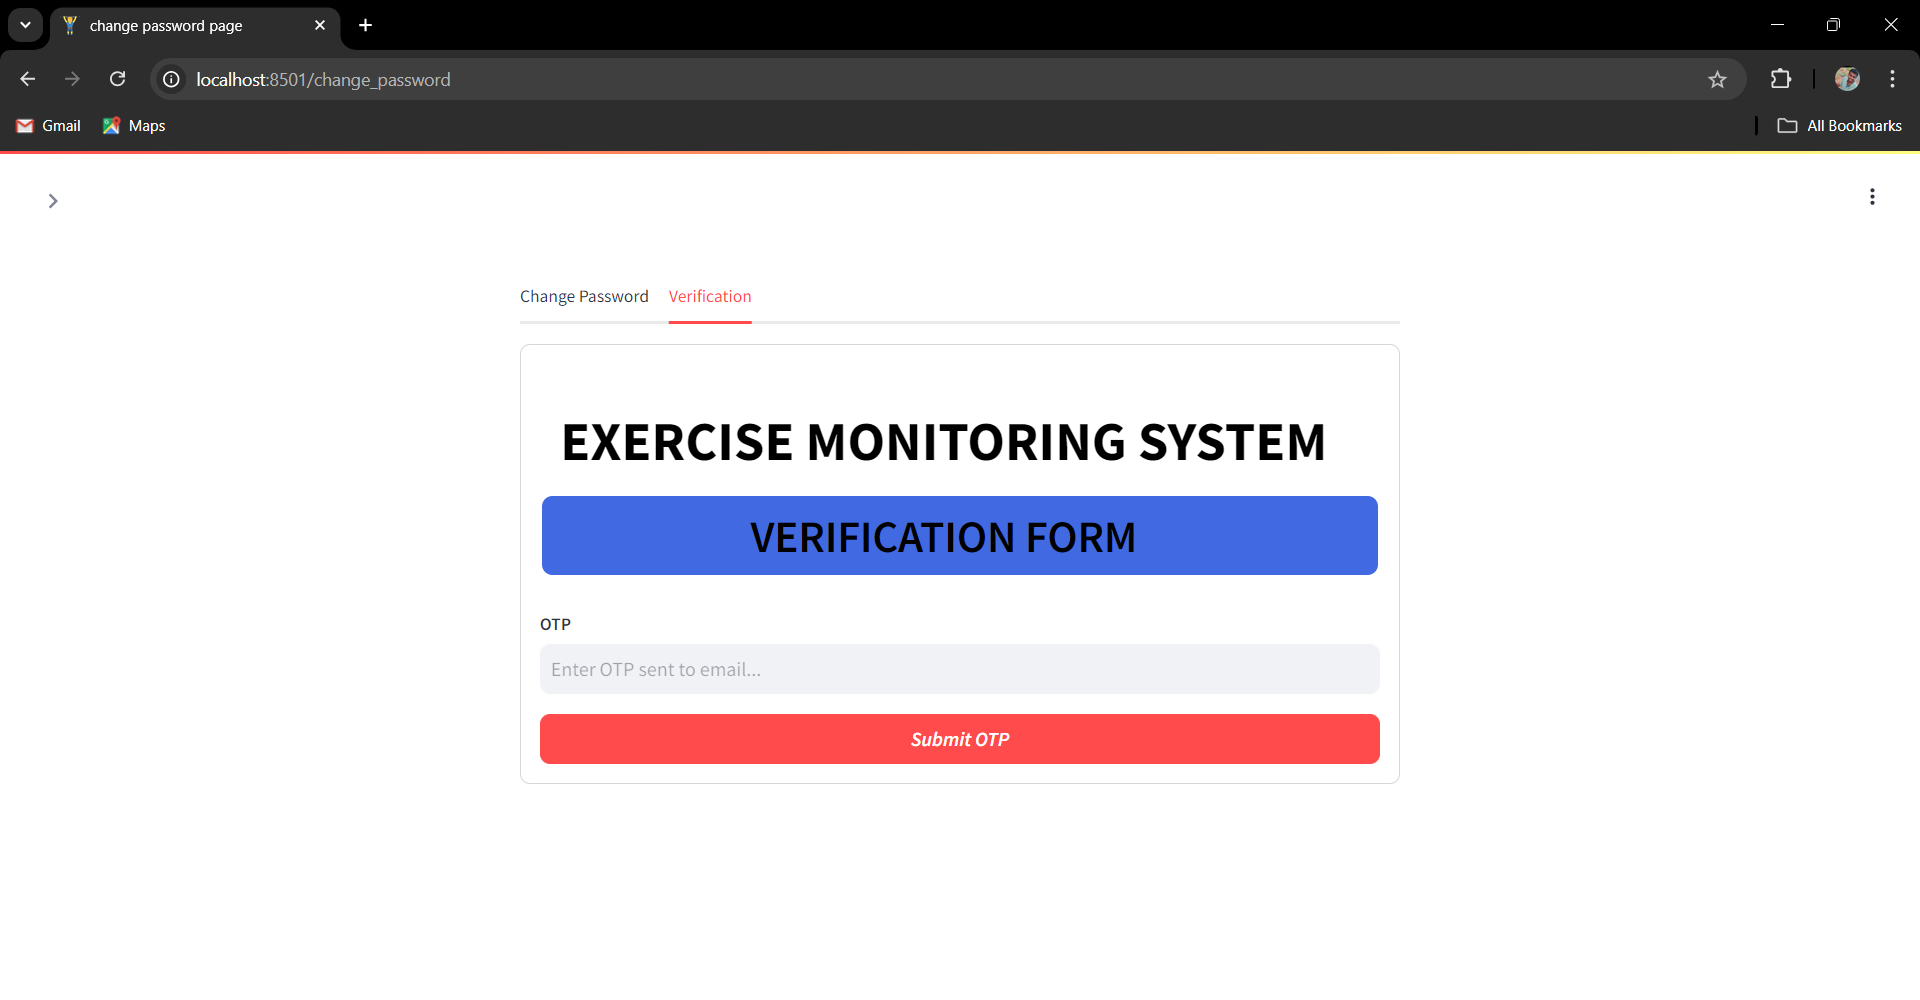 change password page
localhost:8501/change_password
Gmail Maps All Bookmarks
Change Password Verification
EXERCISE MONITORING SYSTEM
VERIFICATION FORM
OTP
Enter OTP sent to email...
Submit OTP